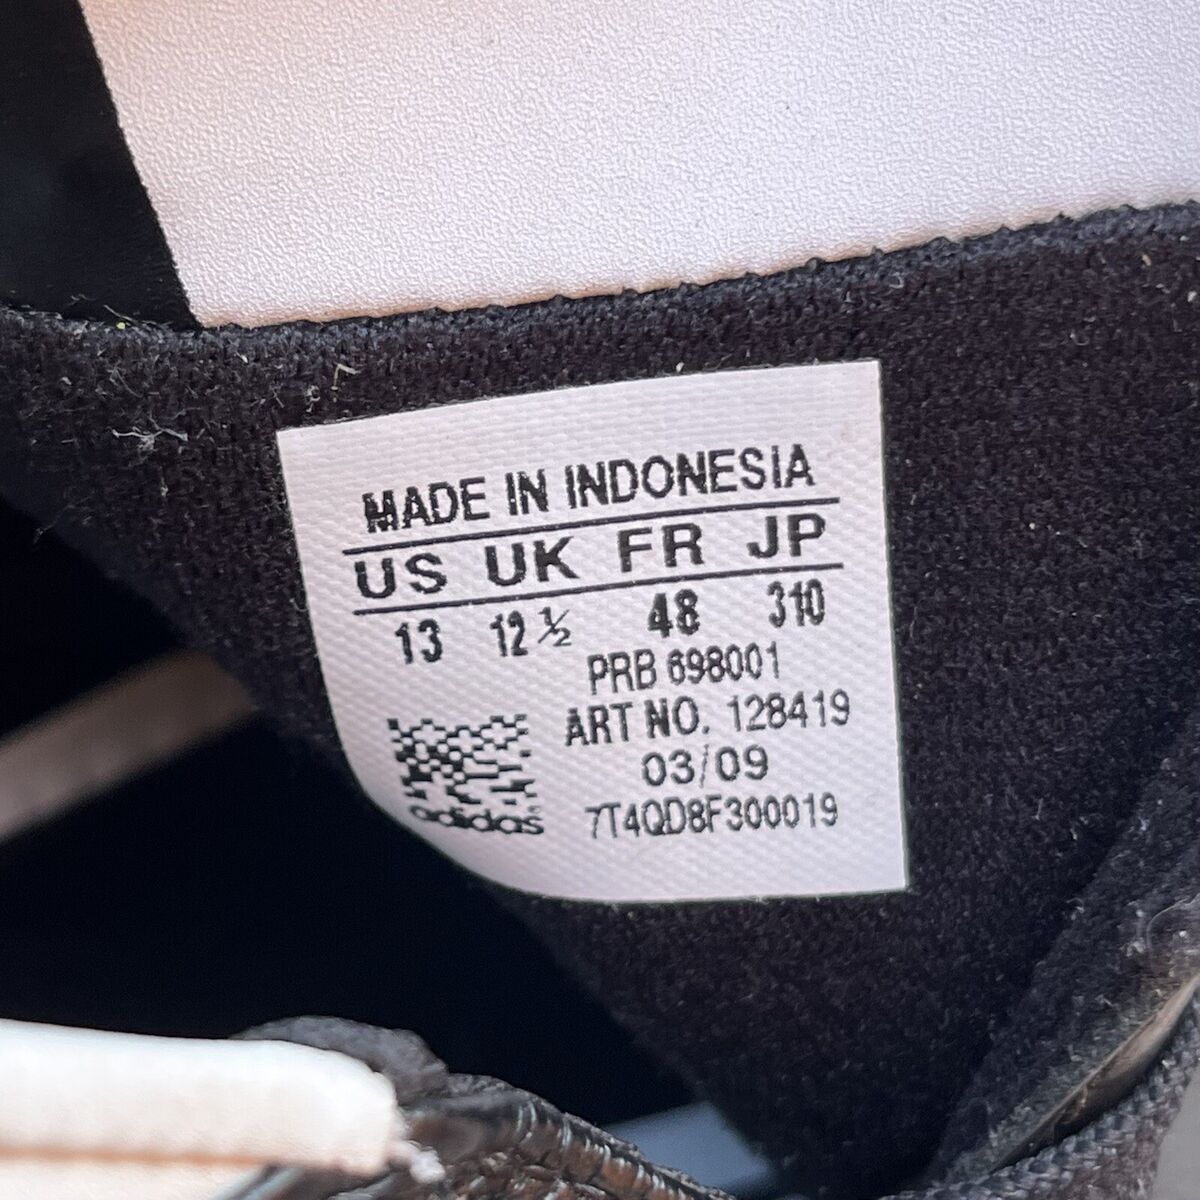 MADE IN INDONESIA
US UK FR JP
13 12 ½ 48 310
PRB 698001
ART NO. 128419
03/09
adidas
7T4QD8F300019